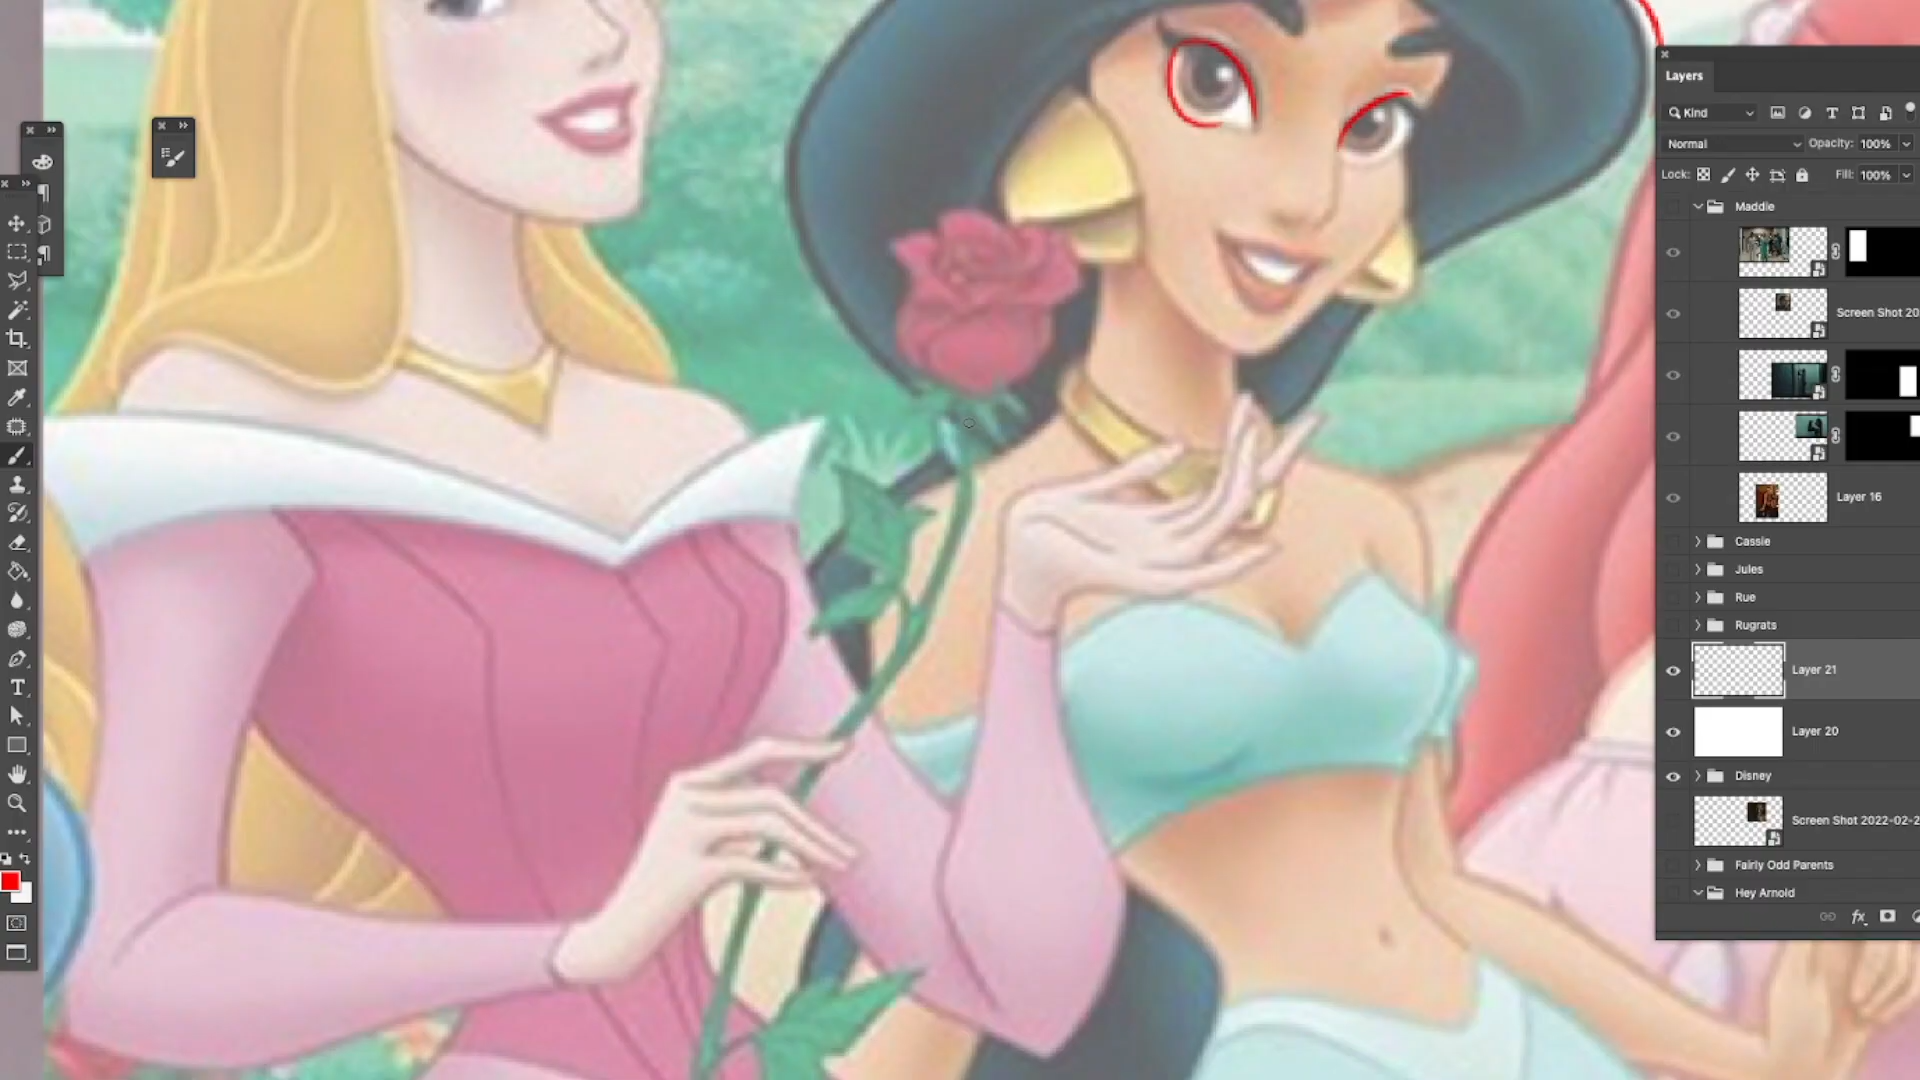 Layers
Kind
Normal Opacity: 100%
Lock: Fill: 100%
Maddie
Screen Shot 20
Layer 16
Cassie
Jules
Rue
Rugrats
Layer 21
Layer 20
Disney
Screen Shot 2022-02-2
Fairly Odd Parents
Hey Arnold
fx